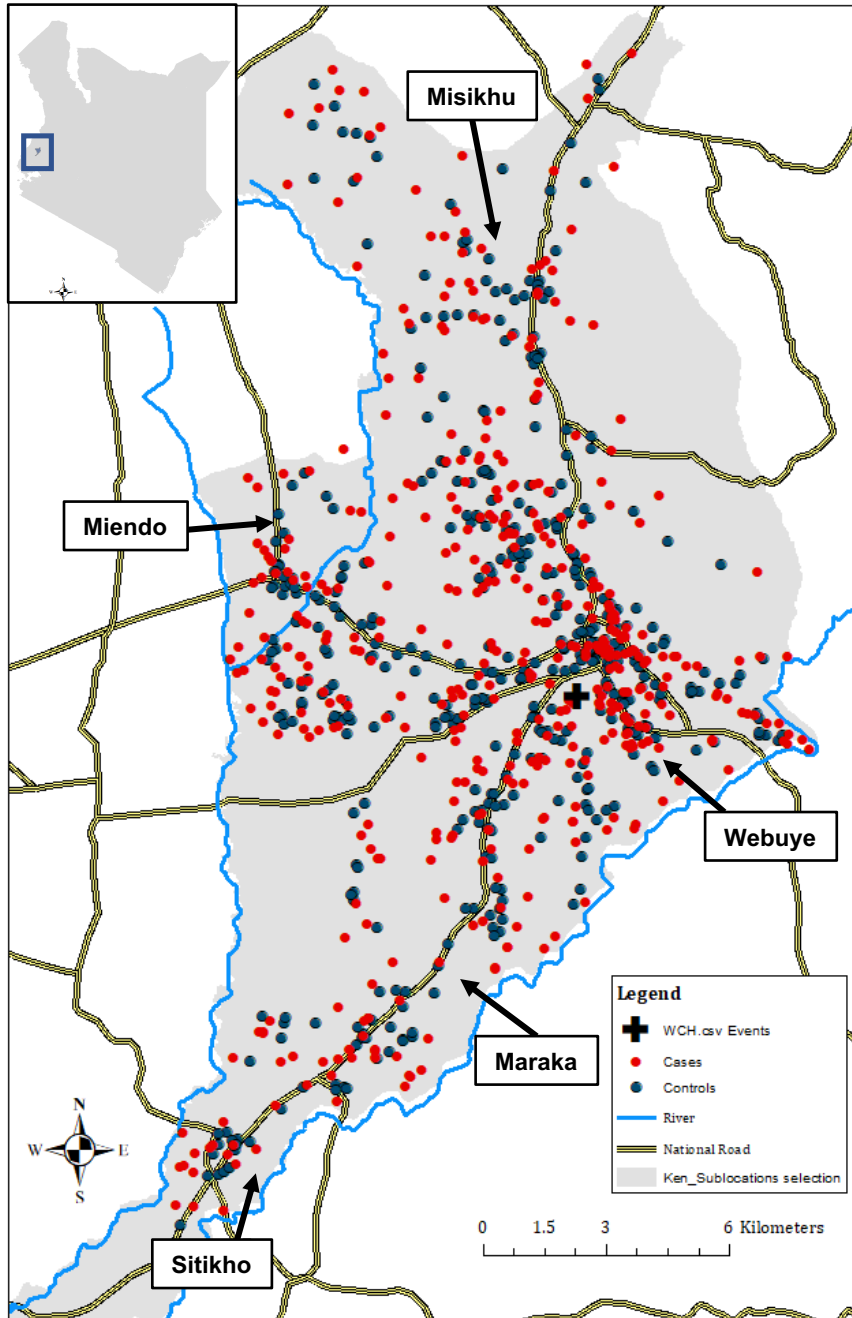 N
W E
S
Misikhu
Miendo
Webuye
Maraka
Sitikho
Legend
WCH.csv Events
Cases
Controls
River
National Road
Ken_Sublocations selection
N
W E
S
0 1.5 3 6 Kilometers